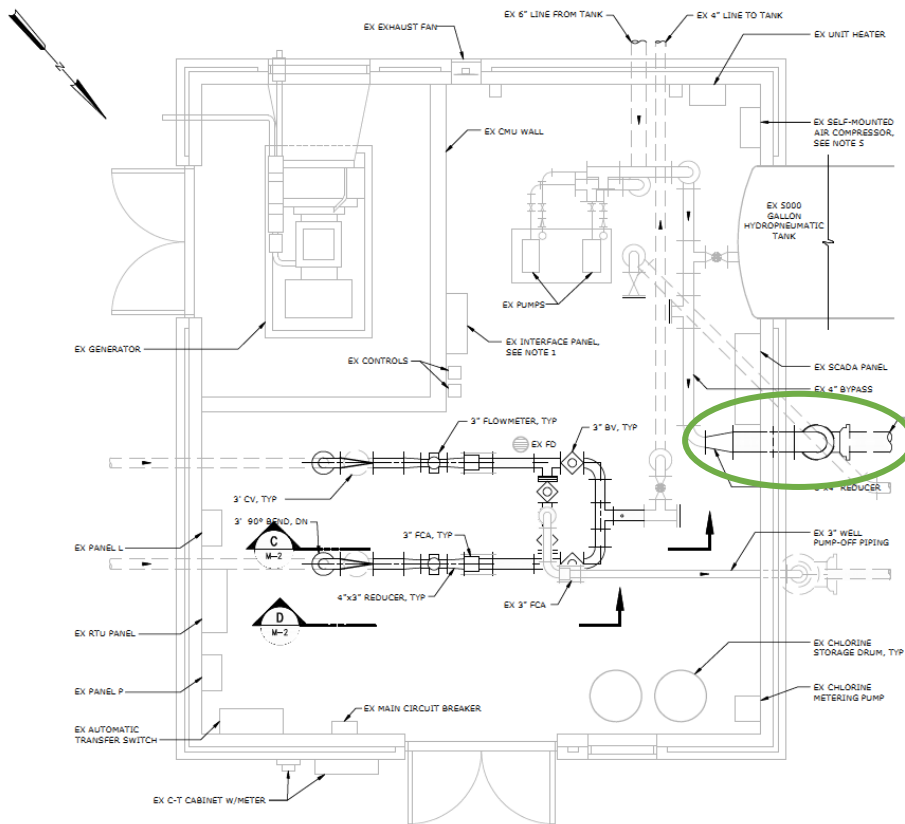 EX 6" LINE FROM TANK
EX 4" LINE TO TANK
EX EXHAUST FAN
EX UNIT HEATER
EX CMU WALL
EX SELF-MOUNTED
AIR COMPRESSOR,
SEE NOTE 5
EX 5000
GALLON
HYDROPNEUMATIC
TANK
EX PUMPS
EX GENERATOR
EX INTERFACE PANEL,
SEE NOTE 1
EX CONTROLS
EX SCADA PANEL
EX 4" BYPASS
3" FLOWMETER, TYP
3" BV, TYP
EX FD
REDUCER
3' CV, TYP
3' 90° BEND, DN
C
M-2
3" FCA, TYP
EX 3" WELL
PUMP-OFF PIPING
EX PANEL L
4"x3" REDUCER, TYP
EX 3" FCA
D
M-2
EX RTU PANEL
EX CHLORINE
STORAGE DRUM, TYP
EX PANEL P
EX CHLORINE
METERING PUMP
EX MAIN CIRCUIT BREAKER
EX AUTOMATIC
TRANSFER SWITCH
EX C-T CABINET W/METER